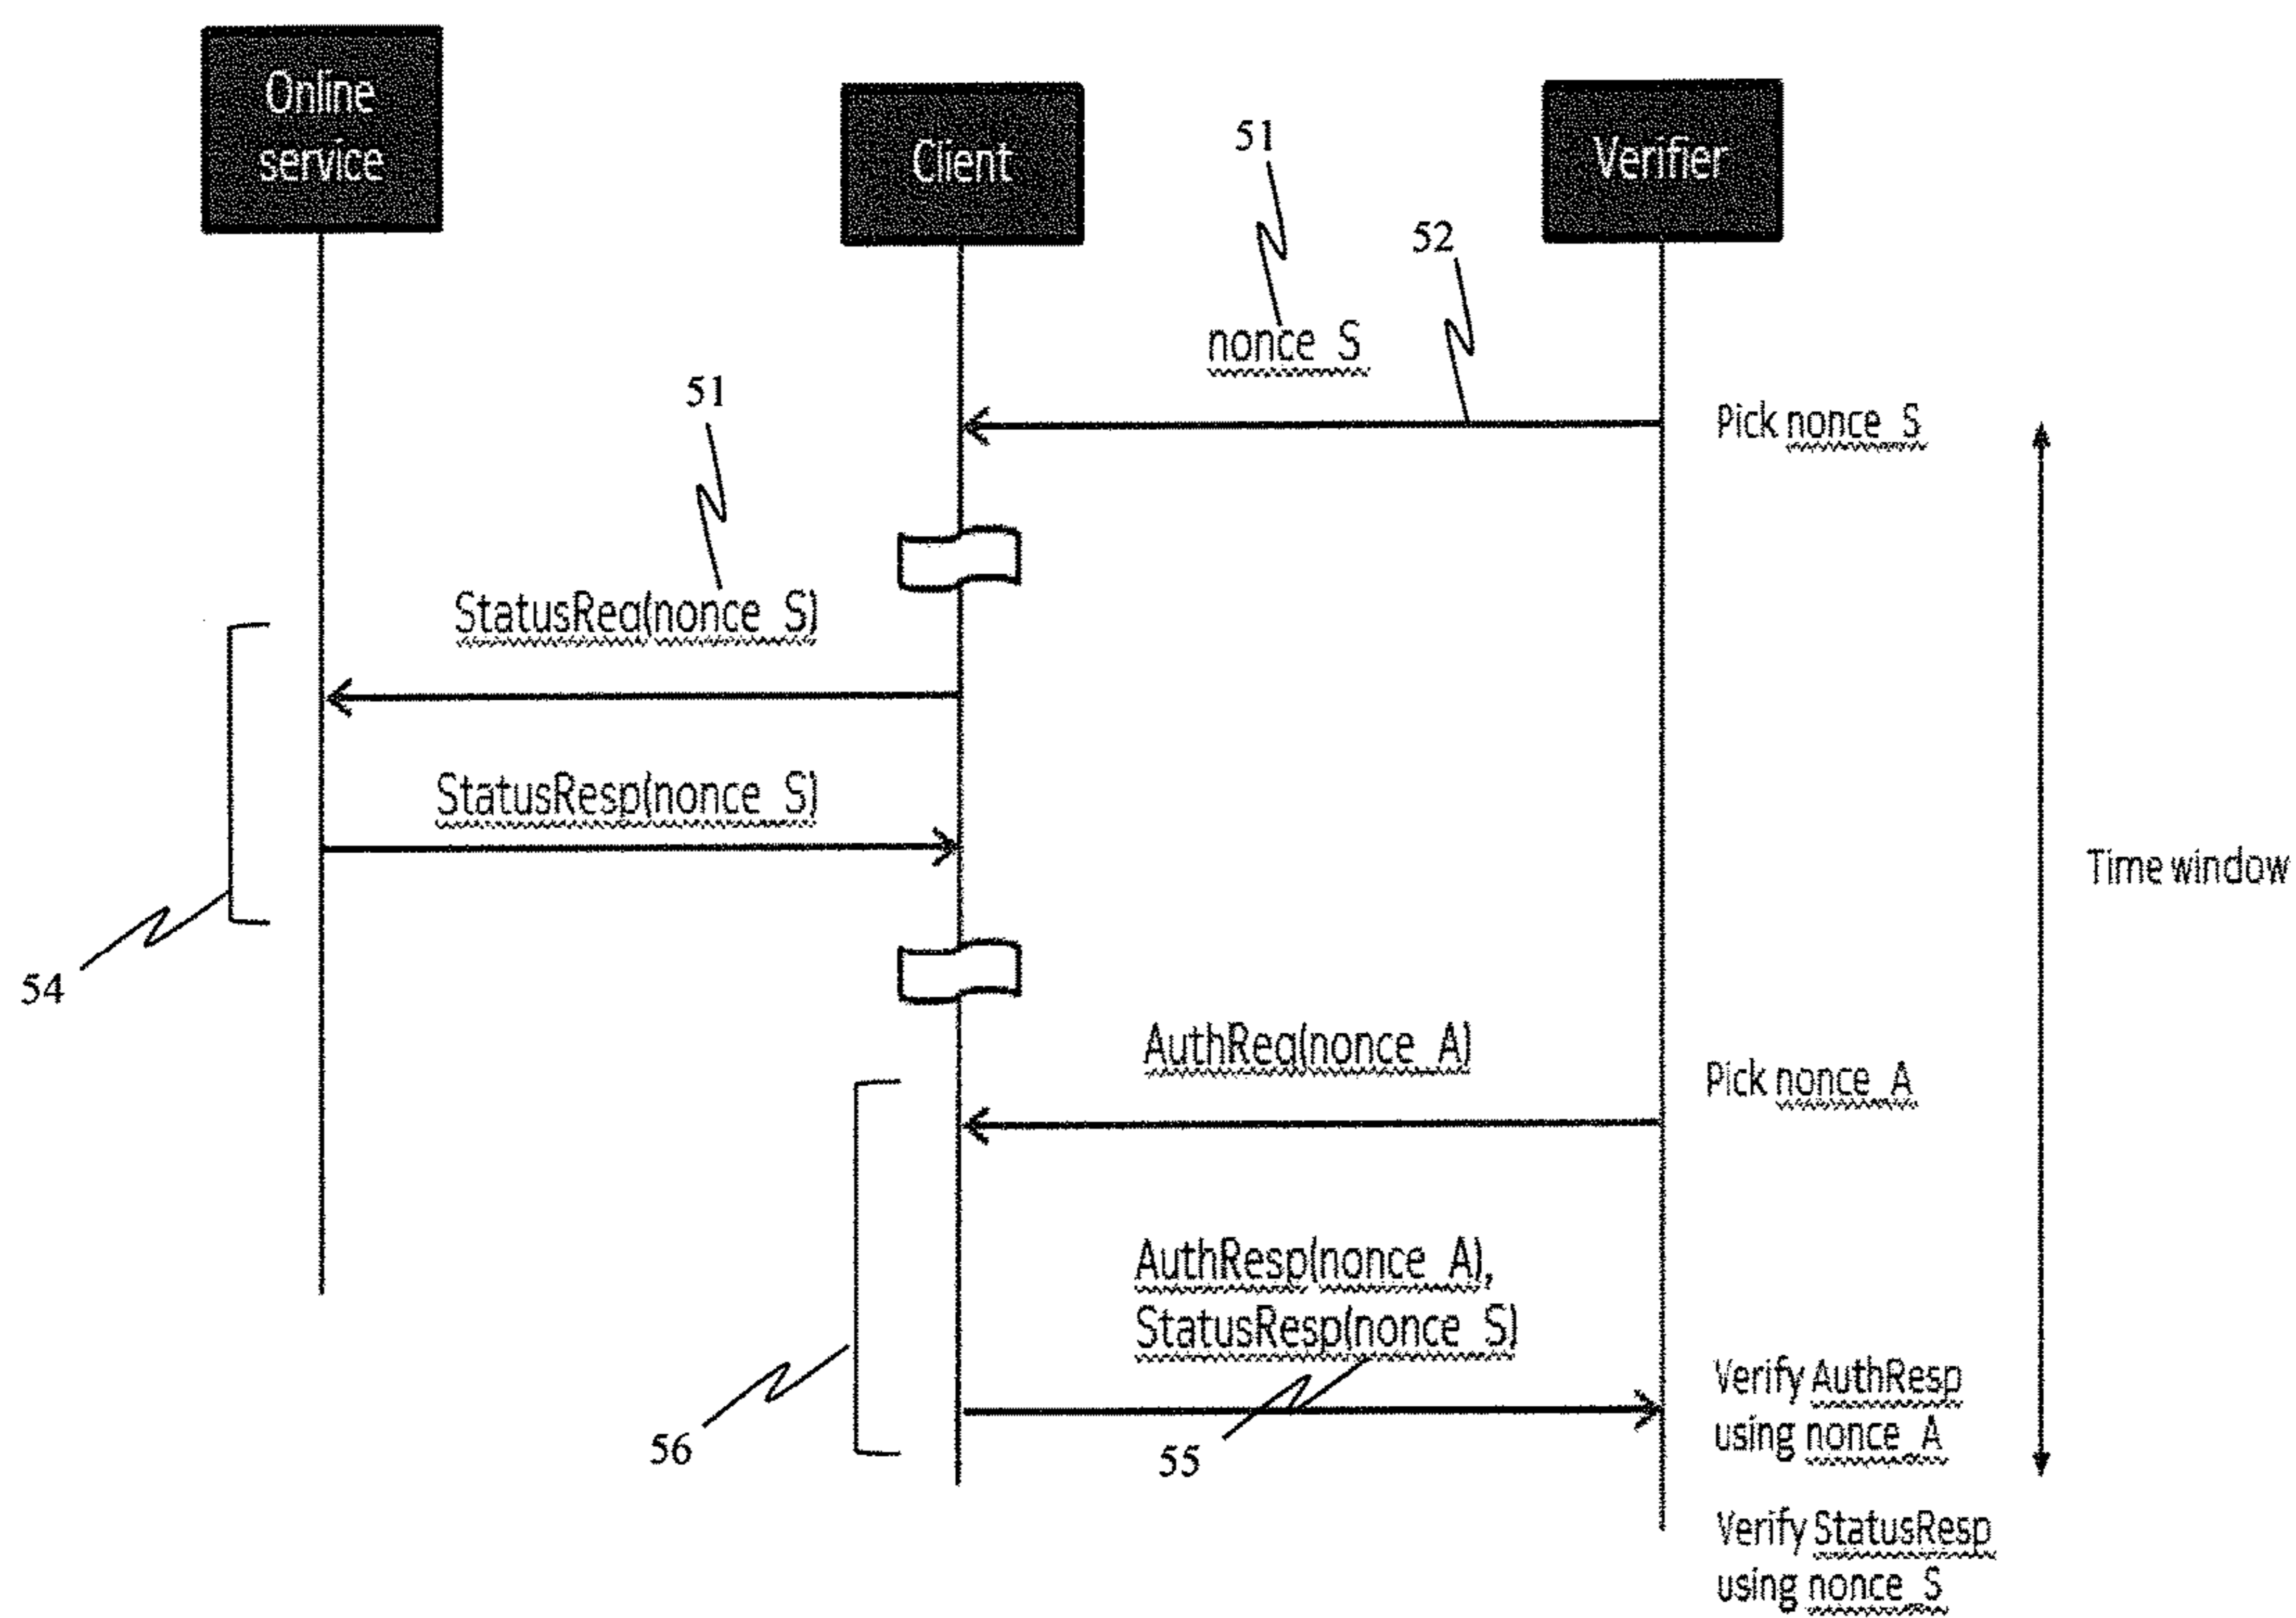 Online
service
Client
Verifier
51
52
nonce_S
Pick nonce_S
51
StatusReq(nonce_S)
StatusResp(nonce_S)
Time window
54
AuthReq(nonce_A)
Pick nonce_A
AuthResp(nonce_A),
StatusResp(nonce_S)
56
55
Verify AuthResp
using nonce_A
Verify StatusResp
using nonce_S